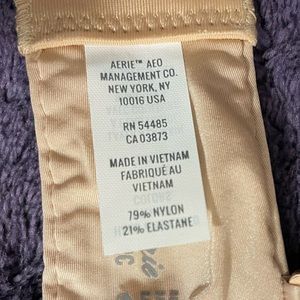 AERIE™ AEO
MANAGEMENT CO.
NEW YORK, NY
10016 USA
RN 54485
CA 03873
MADE IN VIETNAM
FABRIQUÉ AU
VIETNAM
79% NYLON
21% ELASTANE